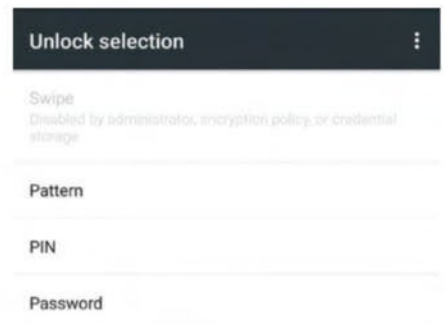 Unlock selection
Swipe
Disabled by administrator, encryption policy, or credential
storage
Pattern
PIN
Password